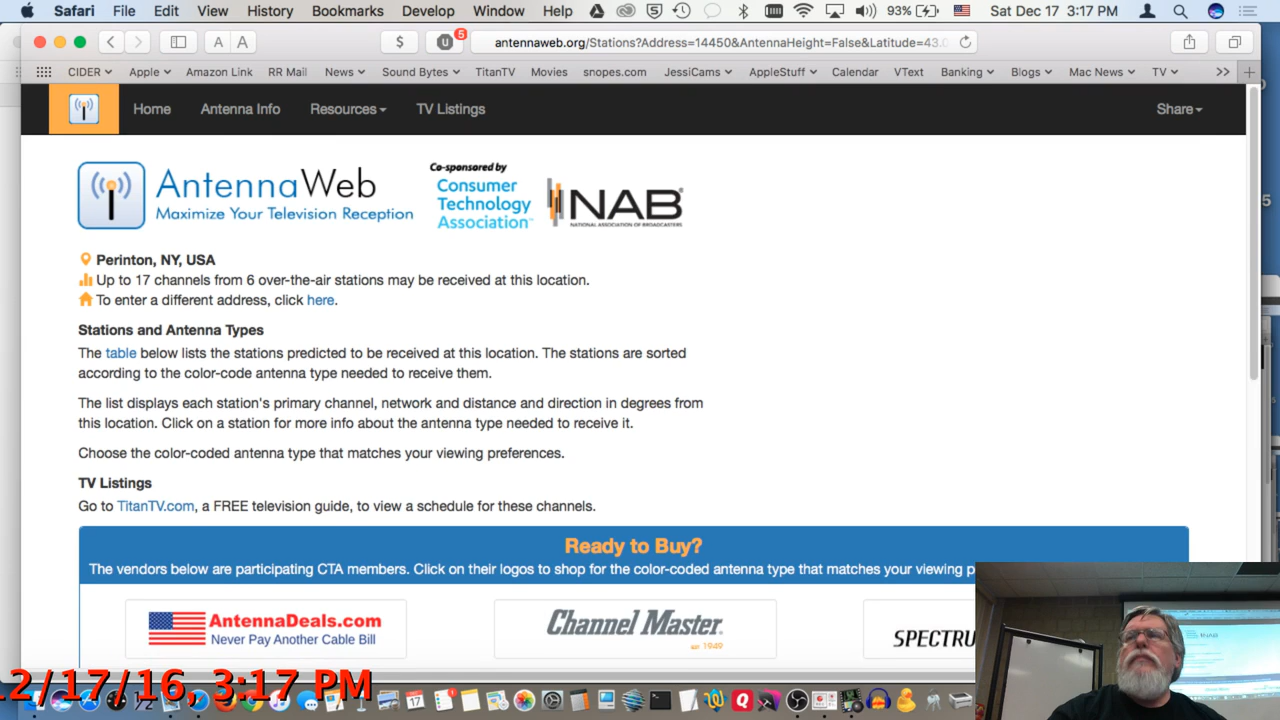 Safari File Edit View History Bookmarks Develop Window Help 93% Sat Dec 17 3:17 PM
A A $ 5 antennaweb.org/Stations?Address=14450&AntennaHeight=False&Latitude=43.0
CIDER Apple Amazon Link RR Mail News Sound Bytes TitanTV Movies snopes.com JessiCams AppleStuff Calendar VText Banking Blogs Mac News TV >> +
Home Antenna Info Resources TV Listings Share
AntennaWeb
Maximize Your Television Reception
Co-sponsored by
Consumer
Technology
Association™
NAB
NATIONAL ASSOCIATION OF BROADCASTERS
Perinton, NY, USA
Up to 17 channels from 6 over-the-air stations may be received at this location.
To enter a different address, click here.
Stations and Antenna Types
The table below lists the stations predicted to be received at this location. The stations are sorted
according to the color-code antenna type needed to receive them.
The list displays each station's primary channel, network and distance and direction in degrees from
this location. Click on a station for more info about the antenna type needed to receive it.
Choose the color-coded antenna type that matches your viewing preferences.
TV Listings
Go to TitanTV.com, a FREE television guide, to view a schedule for these channels.
Ready to Buy?
The vendors below are participating CTA members. Click on their logos to shop for the color-coded antenna type that matches your viewing p
AntennaDeals.com
Never Pay Another Cable Bill
Channel Master
1949
SPECTRU
12/17/16, 3:17 PM